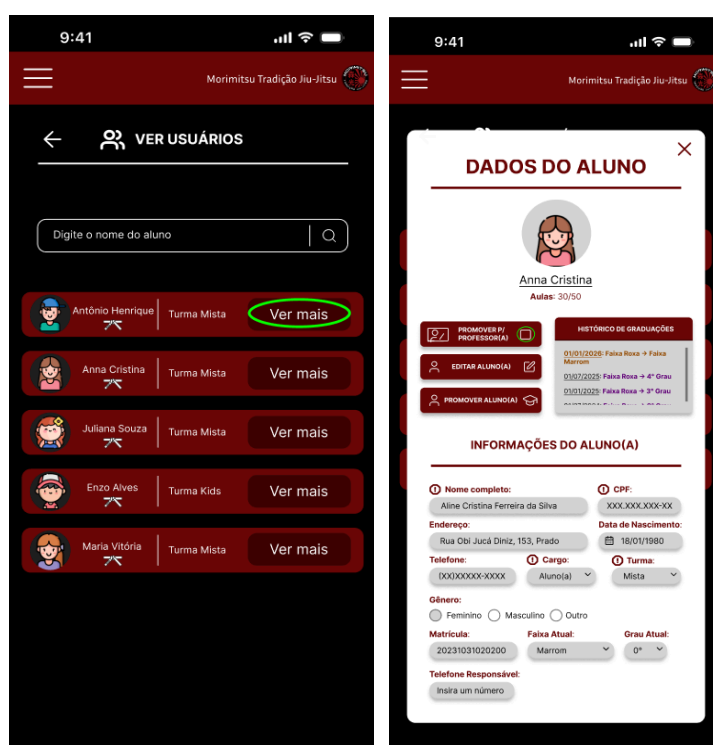 9:41
Morimitsu Tradição Jiu-Jitsu
VER USUÁRIOS
Digite o nome do aluno
Antônio Henrique
Turma Mista
Ver mais
Anna Cristina
Turma Mista
Ver mais
Juliana Souza
Turma Mista
Ver mais
Enzo Alves
Turma Kids
Ver mais
Maria Vitória
Turma Mista
Ver mais
9:41
Morimitsu Tradição Jiu-Jitsu
DADOS DO ALUNO
Anna Cristina
Aulas: 30/50
PROMOVER P/
PROFESSOR(A)
EDITAR ALUNO(A)
PROMOVER ALUNO(A)
HISTÓRICO DE GRADUAÇÕES
01/01/2026: Faixa Roxa → Faixa
Marrom
01/07/2025: Faixa Roxa → 4° Grau
01/01/2025: Faixa Roxa → 3° Grau
INFORMAÇÕES DO ALUNO(A)
Nome completo:
Aline Cristina Ferreira da Silva
CPF:
XXX.XXX.XXX-XX
Endereço:
Rua Obi Jucá Diniz, 153, Prado
Data de Nascimento:
18/01/1980
Telefone:
(XX)XXXXX-XXXX
Cargo:
Aluno(a)
Turma:
Mista
Gênero:
Feminino Masculino Outro
Matrícula:
20231031020200
Faixa Atual:
Marrom
Grau Atual:
0°
Telefone Responsável:
Insira um número